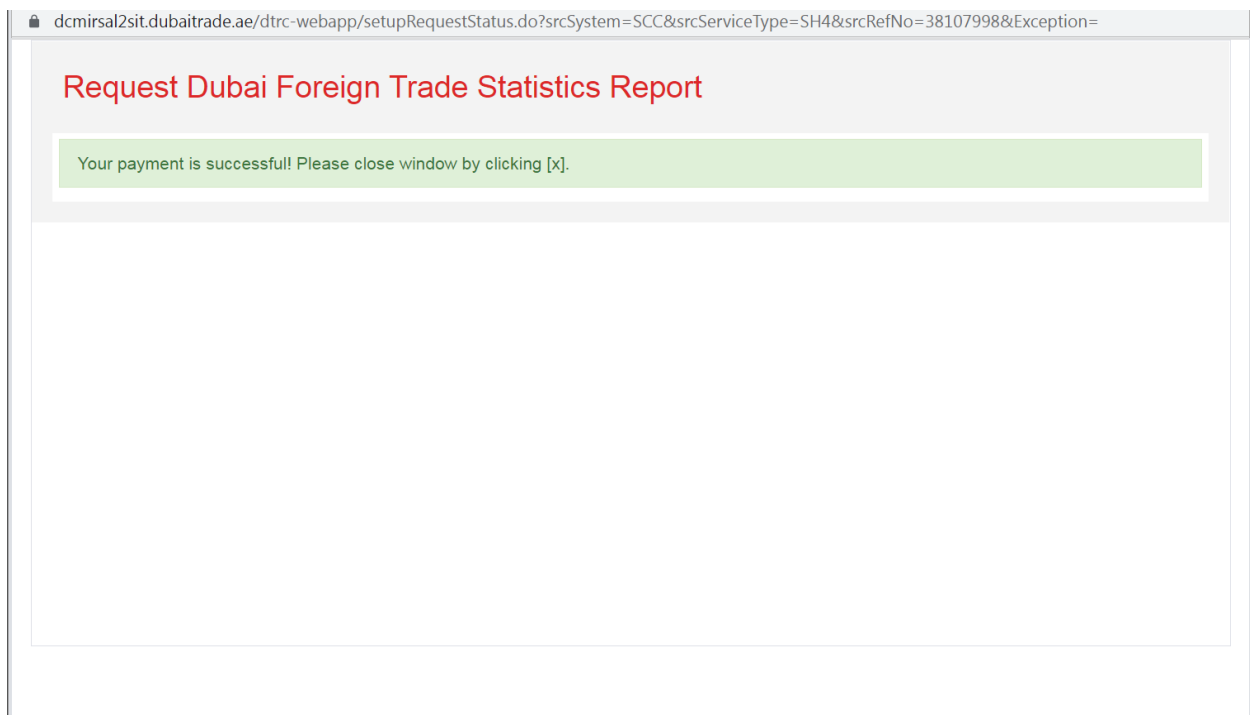 dcmirsal2sit.dubaitrade.ae/dtrc-webapp/setupRequestStatus.do?srcSystem=SCC&srcServiceType=SH4&srcRefNo=38107998&Exception=
Request Dubai Foreign Trade Statistics Report
Your payment is successful! Please close window by clicking [x].